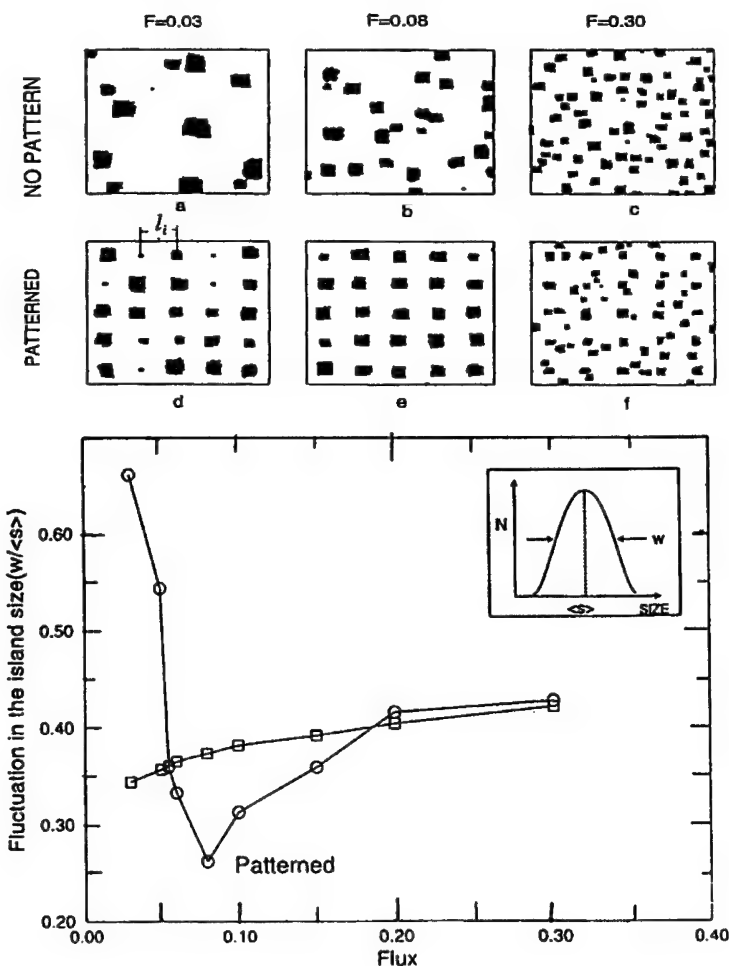 F=0.03 F=0.08 F=0.30
NO PATTERN
a b c
l_i
PATTERNED
d e f
Fluctuation in the island size(w/<s>)
0.60
0.50
0.40
0.30
0.20
N
W
<S> SIZE
Patterned
0.00 0.10 0.20 0.30 0.40
Flux